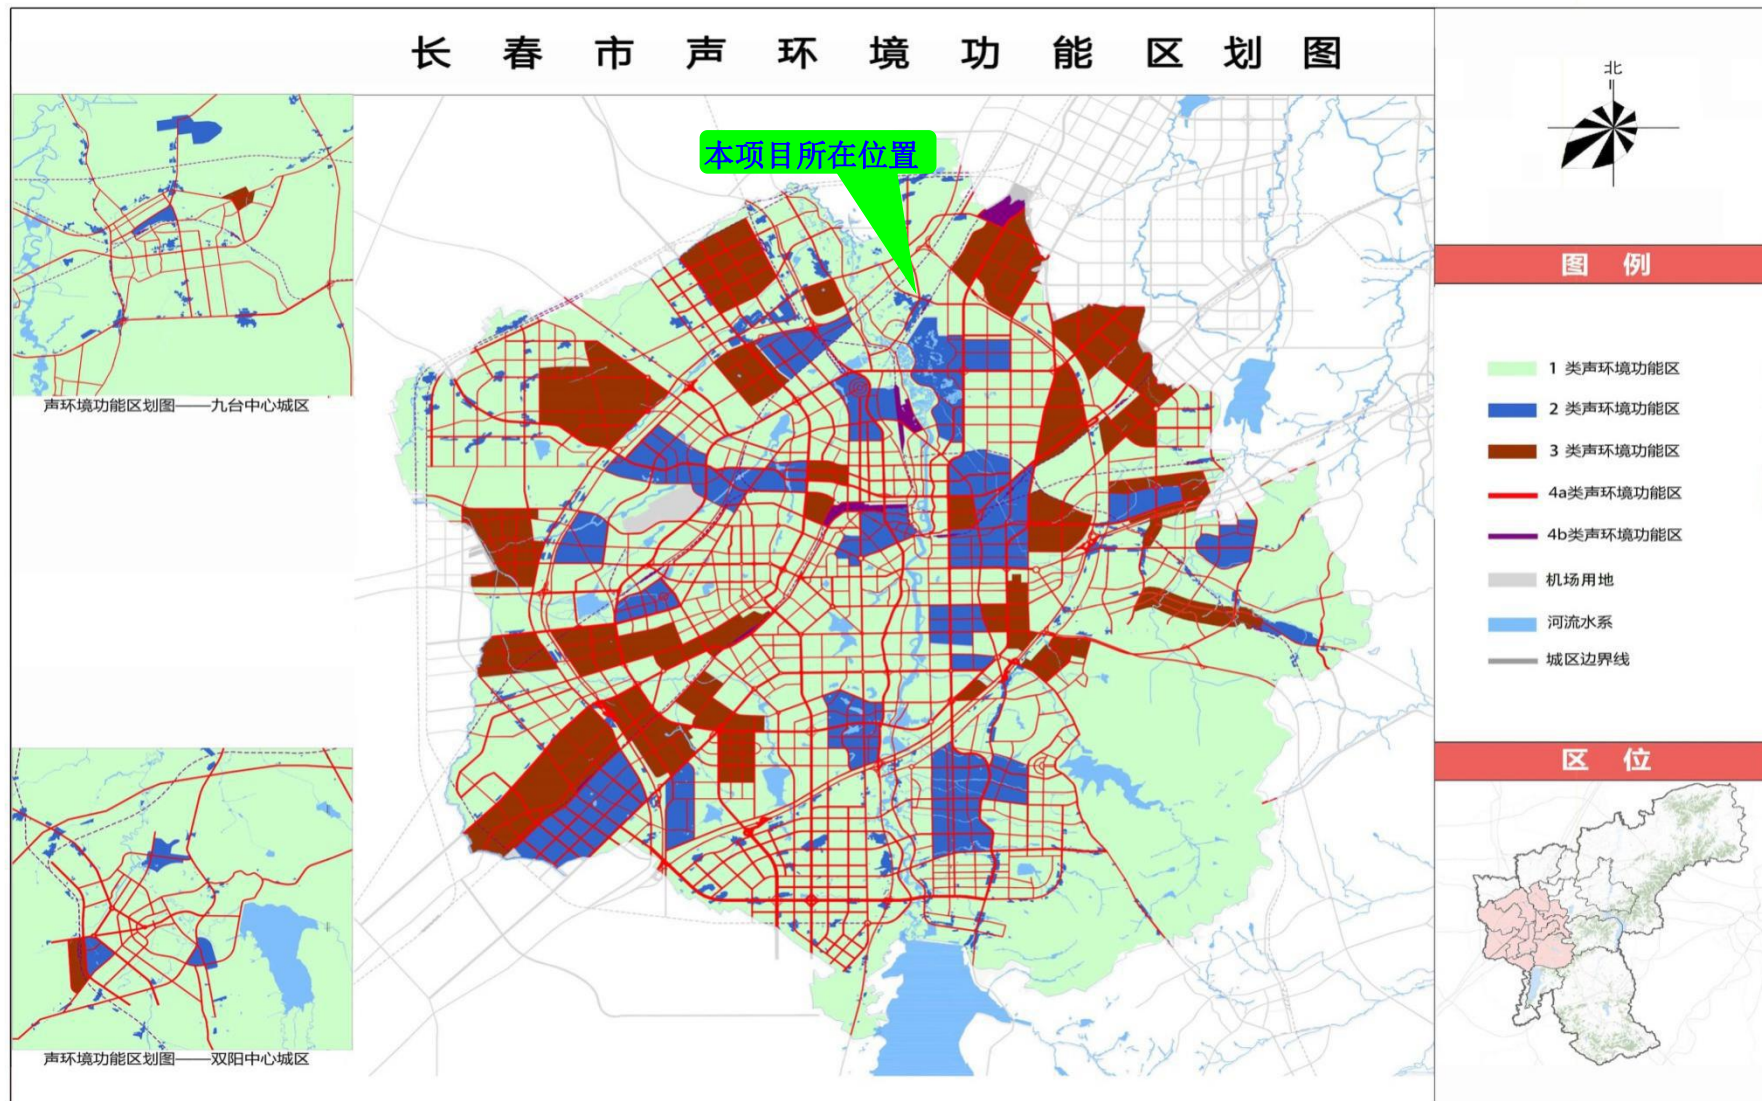 长春市声环境功能区划图
本项目所在位置
声环境功能区划图——九台中心城区
声环境功能区划图——双阳中心城区
北
图例
1 类声环境功能区
2 类声环境功能区
3 类声环境功能区
4a类声环境功能区
4b类声环境功能区
机场用地
河流水系
城区边界线
区位